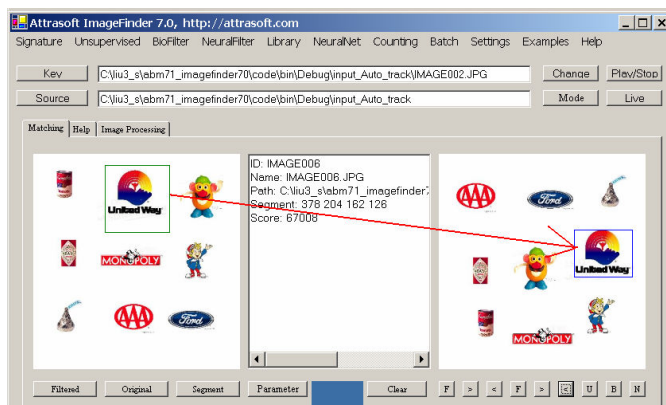 Attrasoft ImageFinder 7.0, http://attrasoft.com
Signature Unsupervised BioFilter NeuralFilter Library NeuralNet Counting Batch Settings Examples Help
Key C:\liu3_s\abm71_imagefinder70\code\bin\Debug\input_Auto_track\IMAGE002.JPG Change Play/Stop
Source C:\liu3_s\abm71_imagefinder70\code\bin\Debug\input_Auto_track Mode Live
Matching Help Image Processing
United Way
MONOPOLY
AAA Ford
ID: IMAGE006
Name: IMAGE006.JPG
Path: C:\liu3_s\abm71_imagefinder7
Segment: 378 204 162 126
Score: 67008
AAA Ford
United Way
MONOPOLY
Filtered Original Segment Parameter Clear F > < F > < U B N